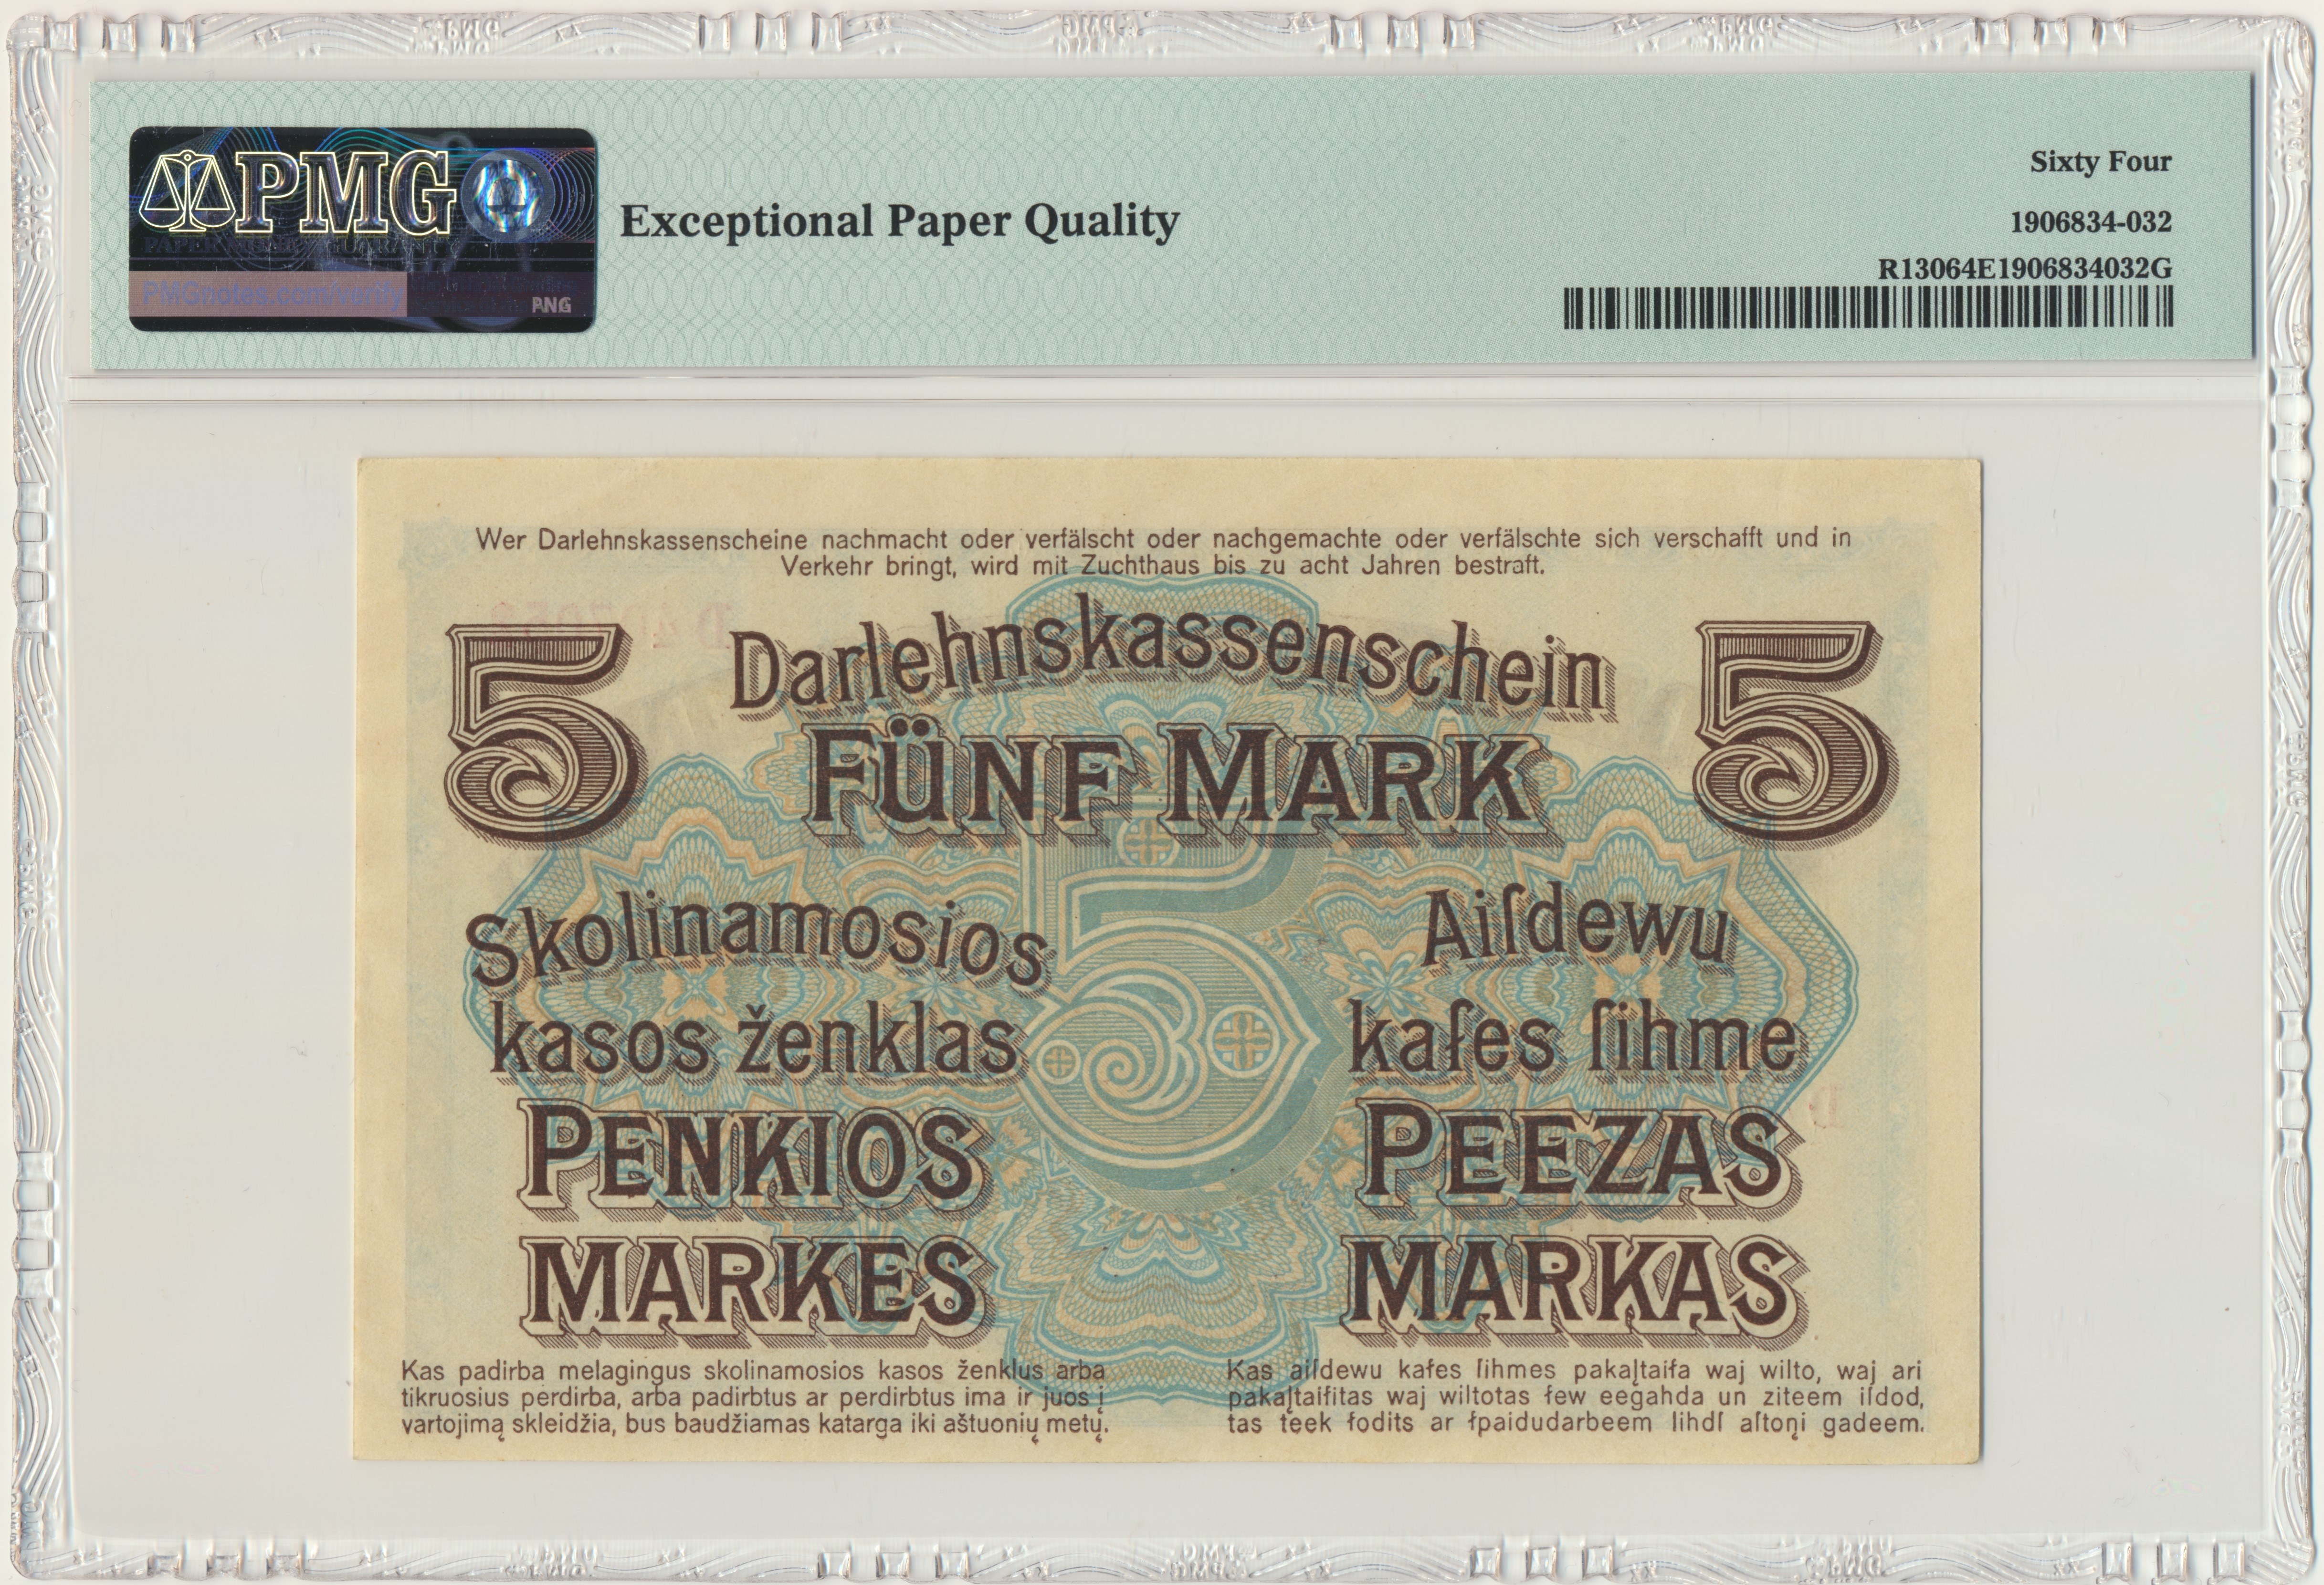 PMG
PMGnotes.com/verify
PNG
Exceptional Paper Quality
Sixty Four
1906834-032
R13064E1906834032G
Wer Darlehnskassenscheine nachmacht oder verfälscht oder nachgemachte oder verfälschte sich verschafft und in
Verkehr bringt, wird mit Zuchthaus bis zu acht Jahren bestraft.
5 Darlehnskassenschein 5
FÜNF MARK
5
Skolinamosios
kasos ženklas
PENKIOS
MARKES
Aiſdewu
kaſes ſihme
PEEZAS
MARKAS
Kas padirba melagingus skolinamosios kasos ženklus arba
tikruosius perdirba, arba padirbtus ar perdirbtus ima ir juos į
vartojimą skleidžia, bus baudžiamas katarga iki aštuonių metų.
Kas aiſdewu kaſes ſihmes pakaļtaiſa waj wilto, waj ari
pakaļtaiſitas waj wiltotas ſew eegahda un ziteem iſdod,
tas teek ſodits ar ſpaidudarbeem lihdſ aſtoņi gadeem.